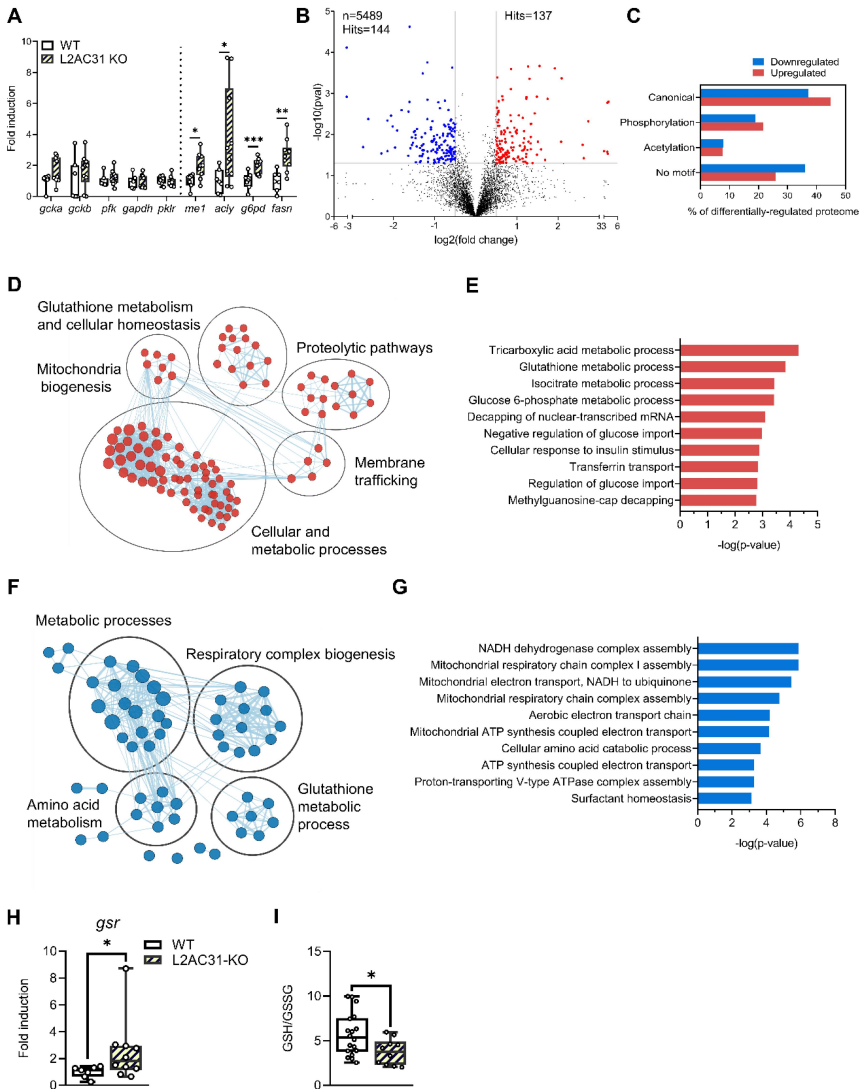 A
WT
L2AC31 KO
Fold induction
10
8
6
4
2
0
*
*
***
**
gcka
gckb
pfk
gapdh
pklr
me1
acly
g6pd
fasn
B
n=5489
Hits=144
Hits=137
-log10(pval)
5
4
3
2
1
0
-6 -3 -3 -1 1 33 6
log2(fold change)
C
Downregulated
Upregulated
Canonical
Phosphorylation
Acetylation
No motif
0 10 20 30 40 50
% of differentially-regulated proteome
D
Glutathione metabolism
and cellular homeostasis
Mitochondria
biogenesis
Proteolytic pathways
Membrane
trafficking
Cellular and
metabolic processes
E
Tricarboxylic acid metabolic process
Glutathione metabolic process
Isocitrate metabolic process
Glucose 6-phosphate metabolic process
Decapping of nuclear-transcribed mRNA
Negative regulation of glucose import
Cellular response to insulin stimulus
Transferrin transport
Regulation of glucose import
Methylguanosine-cap decapping
0 1 2 3 4 5
-log(p-value)
F
Metabolic processes
Respiratory complex biogenesis
Amino acid
metabolism
Glutathione
metabolic
process
G
NADH dehydrogenase complex assembly
Mitochondrial respiratory chain complex I assembly
Mitochondrial electron transport, NADH to ubiquinone
Mitochondrial respiratory chain complex assembly
Aerobic electron transport chain
Mitochondrial ATP synthesis coupled electron transport
Cellular amino acid catabolic process
ATP synthesis coupled electron transport
Proton-transporting V-type ATPase complex assembly
Surfactant homeostasis
0 2 4 6 8
-log(p-value)
H
gsr
WT
L2AC31-KO
*
Fold induction
10
8
6
4
2
0
I
*
GSH/GSSG
15
10
5
0